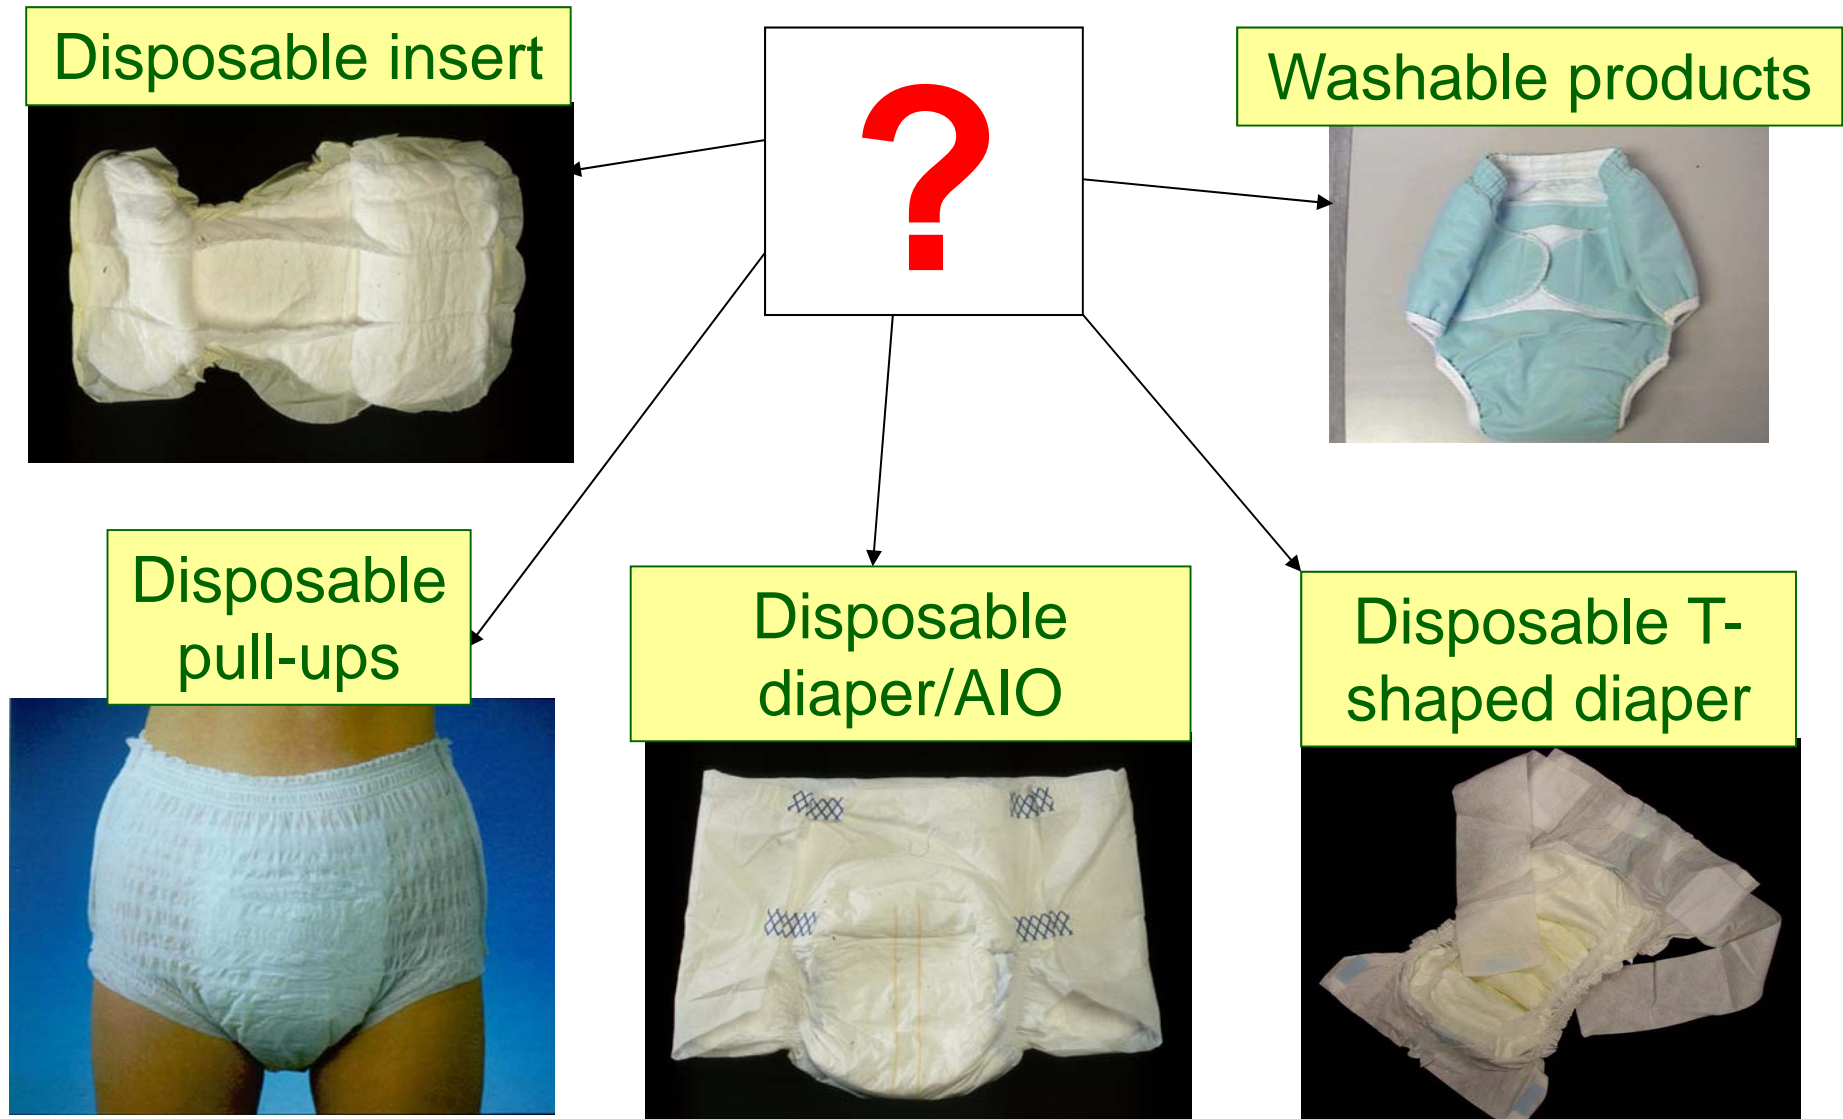 Disposable insert
?
Washable products
Disposable
pull-ups
Disposable
diaper/AIO
Disposable T-
shaped diaper